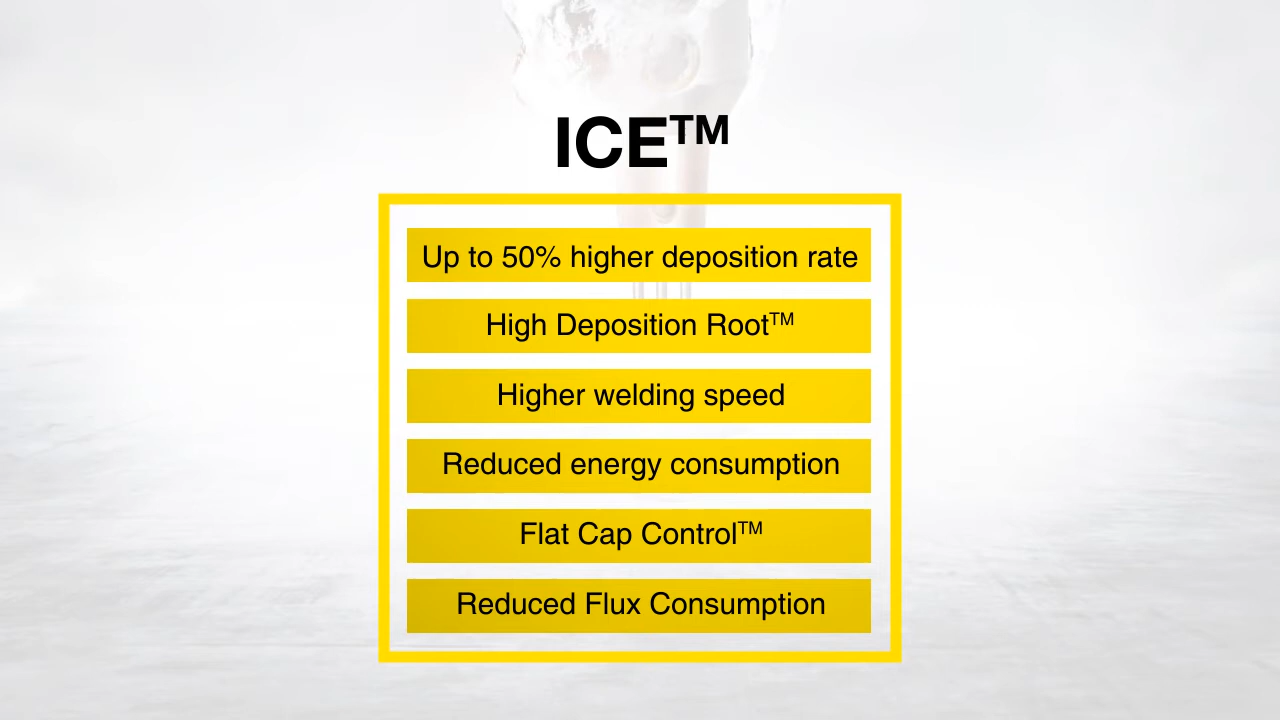 ICE™
Up to 50% higher deposition rate
High Deposition Root™
Higher welding speed
Reduced energy consumption
Flat Cap Control™
Reduced Flux Consumption